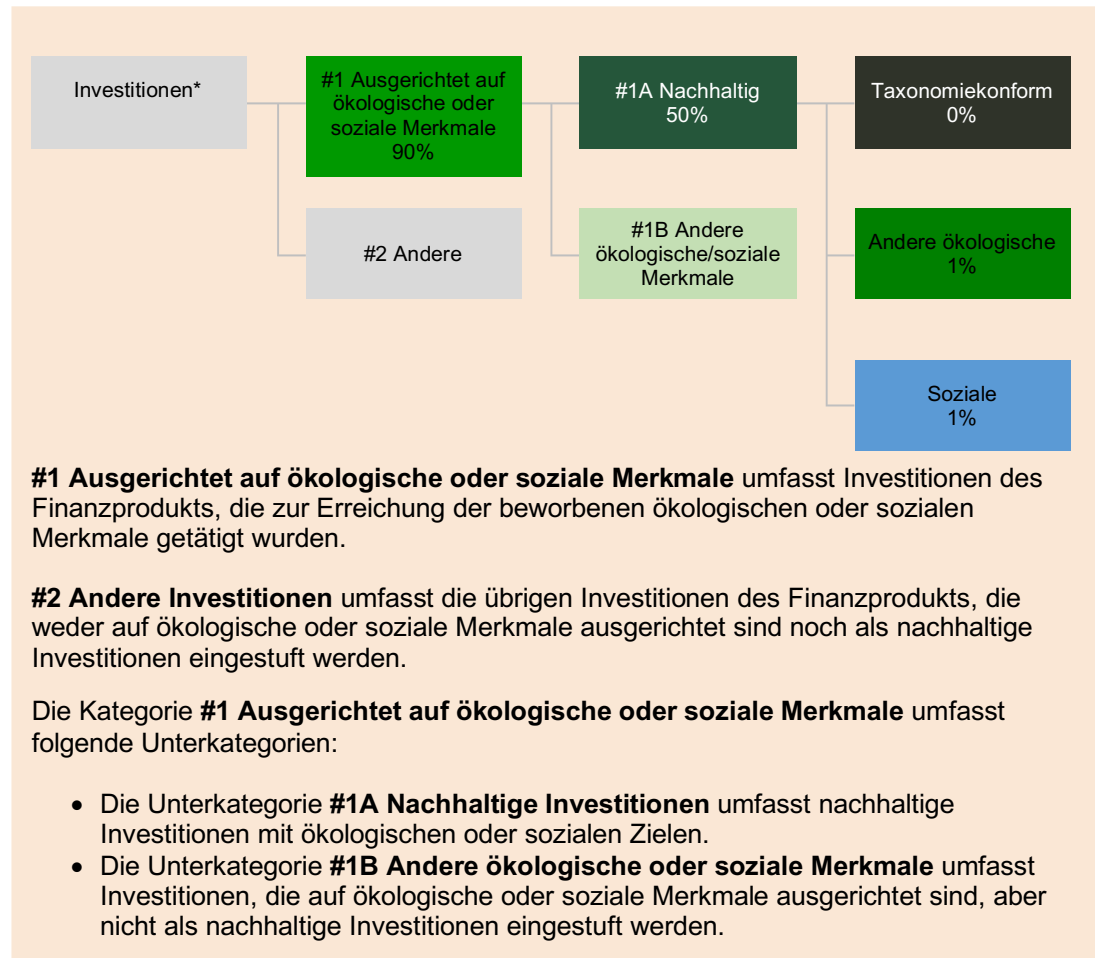 Investitionen*
#1 Ausgerichtet auf
ökologische oder
soziale Merkmale
90%
#1A Nachhaltig
50%
Taxonomiekonform
0%
#2 Andere
#1B Andere
ökologische/soziale
Merkmale
Andere ökologische
1%
Soziale
1%
#1 Ausgerichtet auf ökologische oder soziale Merkmale umfasst Investitionen des
Finanzprodukts, die zur Erreichung der beworbenen ökologischen oder sozialen
Merkmale getätigt wurden.
#2 Andere Investitionen umfasst die übrigen Investitionen des Finanzprodukts, die
weder auf ökologische oder soziale Merkmale ausgerichtet sind noch als nachhaltige
Investitionen eingestuft werden.
Die Kategorie #1 Ausgerichtet auf ökologische oder soziale Merkmale umfasst
folgende Unterkategorien:
• Die Unterkategorie #1A Nachhaltige Investitionen umfasst nachhaltige
Investitionen mit ökologischen oder sozialen Zielen.
• Die Unterkategorie #1B Andere ökologische oder soziale Merkmale umfasst
Investitionen, die auf ökologische oder soziale Merkmale ausgerichtet sind, aber
nicht als nachhaltige Investitionen eingestuft werden.